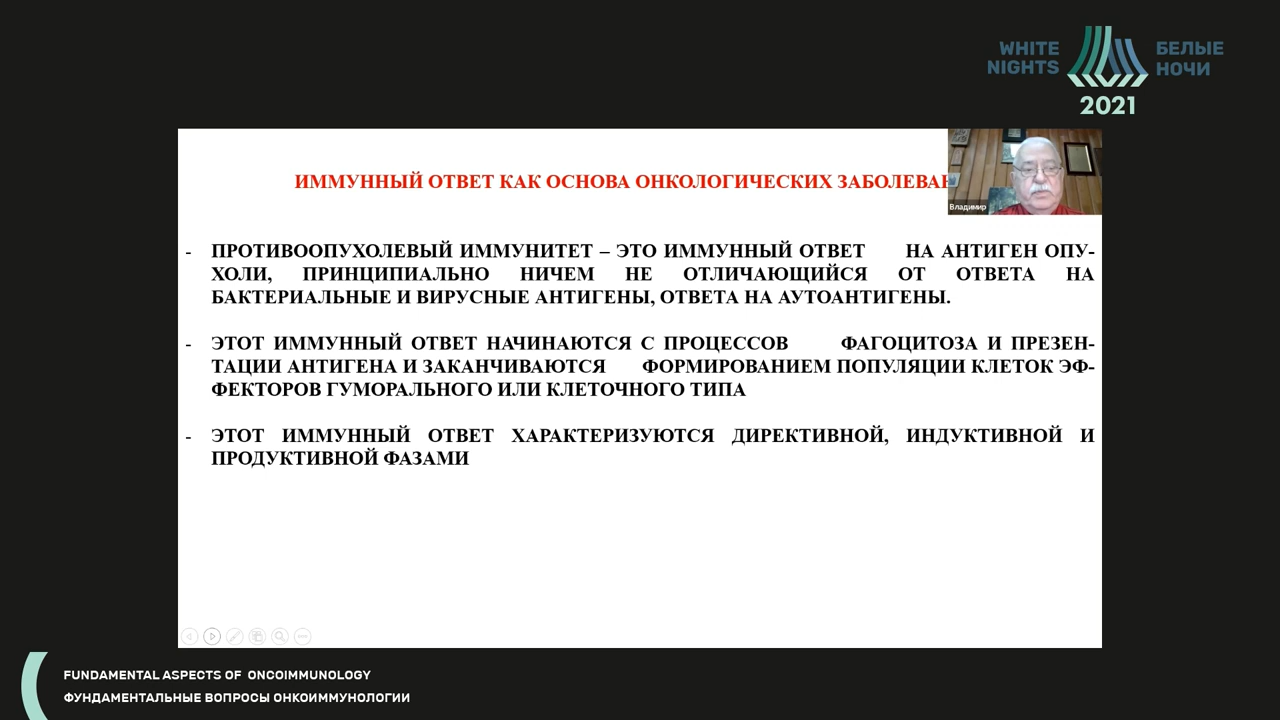 WHITE NIGHTS
БЕЛЫЕ НОЧИ
2021
ИММУННЫЙ ОТВЕТ КАК ОСНОВА ОНКОЛОГИЧЕСКИХ
Владимир
- ПРОТИВООПУХОЛЕВЫЙ ИММУНИТЕТ – ЭТО ИММУННЫЙ ОТВЕТ НА АНТИГЕН ОПУ-
ХОЛИ, ПРИНЦИПИАЛЬНО НИЧЕМ НЕ ОТЛИЧАЮЩИЙСЯ ОТ ОТВЕТА НА
БАКТЕРИАЛЬНЫЕ И ВИРУСНЫЕ АНТИГЕНЫ, ОТВЕТА НА АУТОАНТИГЕНЫ.
- ЭТОТ ИММУННЫЙ ОТВЕТ НАЧИНАЮТСЯ С ПРОЦЕССОВ ФАГОЦИТОЗА И ПРЕЗЕН-
ТАЦИИ АНТИГЕНА И ЗАКАНЧИВАЮТСЯ ФОРМИРОВАНИЕМ ПОПУЛЯЦИИ КЛЕТОК ЭФ-
ФЕКТОРОВ ГУМОРАЛЬНОГО ИЛИ КЛЕТОЧНОГО ТИПА
- ЭТОТ ИММУННЫЙ ОТВЕТ ХАРАКТЕРИЗУЮТСЯ ДИРЕКТИВНОЙ, ИНДУКТИВНОЙ И
ПРОДУКТИВНОЙ ФАЗАМИ
FUNDAMENTAL ASPECTS OF ONCOIMMUNOLOGY
ФУНДАМЕНТАЛЬНЫЕ ВОПРОСЫ ОНКОИММУНОЛОГИИ